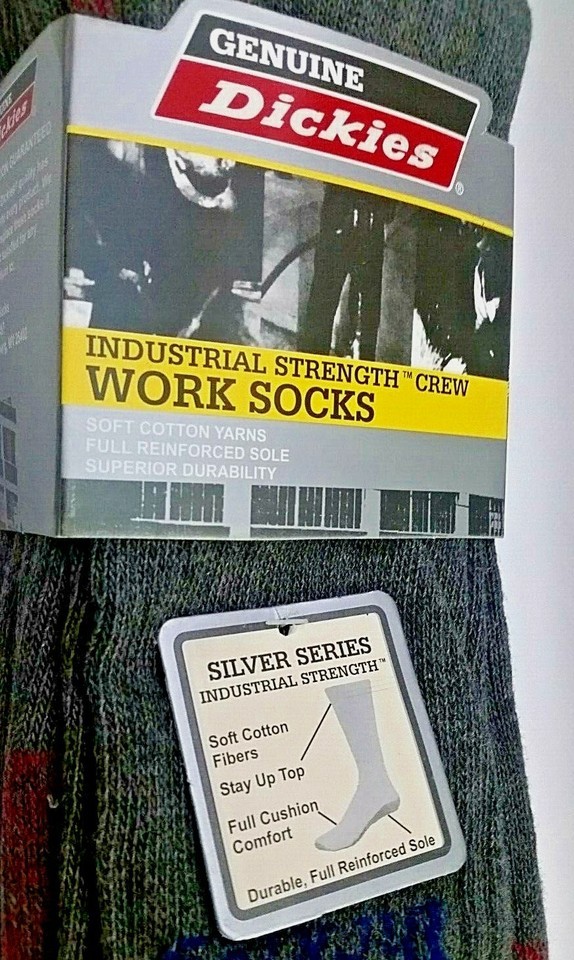 GENUINE
Dickies
®
INDUSTRIAL STRENGTH™ CREW
WORK SOCKS
SOFT COTTON YARNS
FULL REINFORCED SOLE
SUPERIOR DURABILITY
SILVER SERIES
INDUSTRIAL STRENGTH™
Soft Cotton
Fibers
Stay Up Top
Full Cushion
Comfort
Durable, Full Reinforced Sole